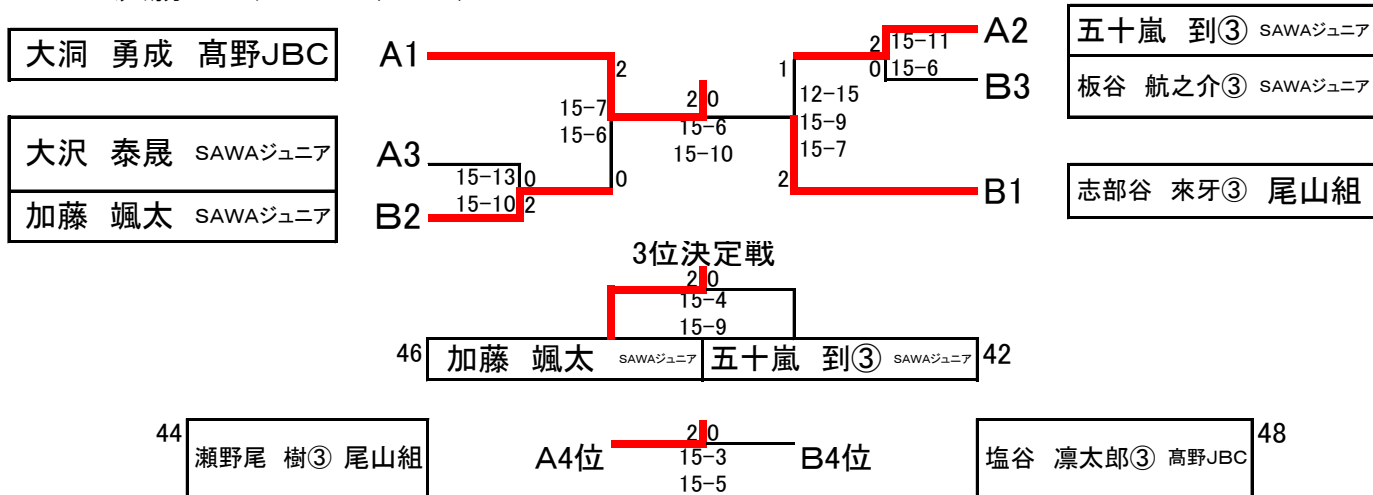 大洞 勇成 髙野JBC
A1
2
15-7
15-6
大沢 泰晟 SAWAジュニア
加藤 颯太 SAWAジュニア
A3
15-13 0
15-10 2
B2
0
2 0
15-6
15-10
1
12-15
15-9
15-7
2
2 15-11
0 15-6
A2
B3
B1
五十嵐 到③ SAWAジュニア
板谷 航之介③ SAWAジュニア
志部谷 來牙③ 尾山組
3位決定戦
2 0
15-4
15-9
46 加藤 颯太 SAWAジュニア 五十嵐 到③ SAWAジュニア 42
44 瀬野尾 樹③ 尾山組
A4位
2 0
15-3
15-5
B4位
塩谷 凛太郎③ 髙野JBC 48